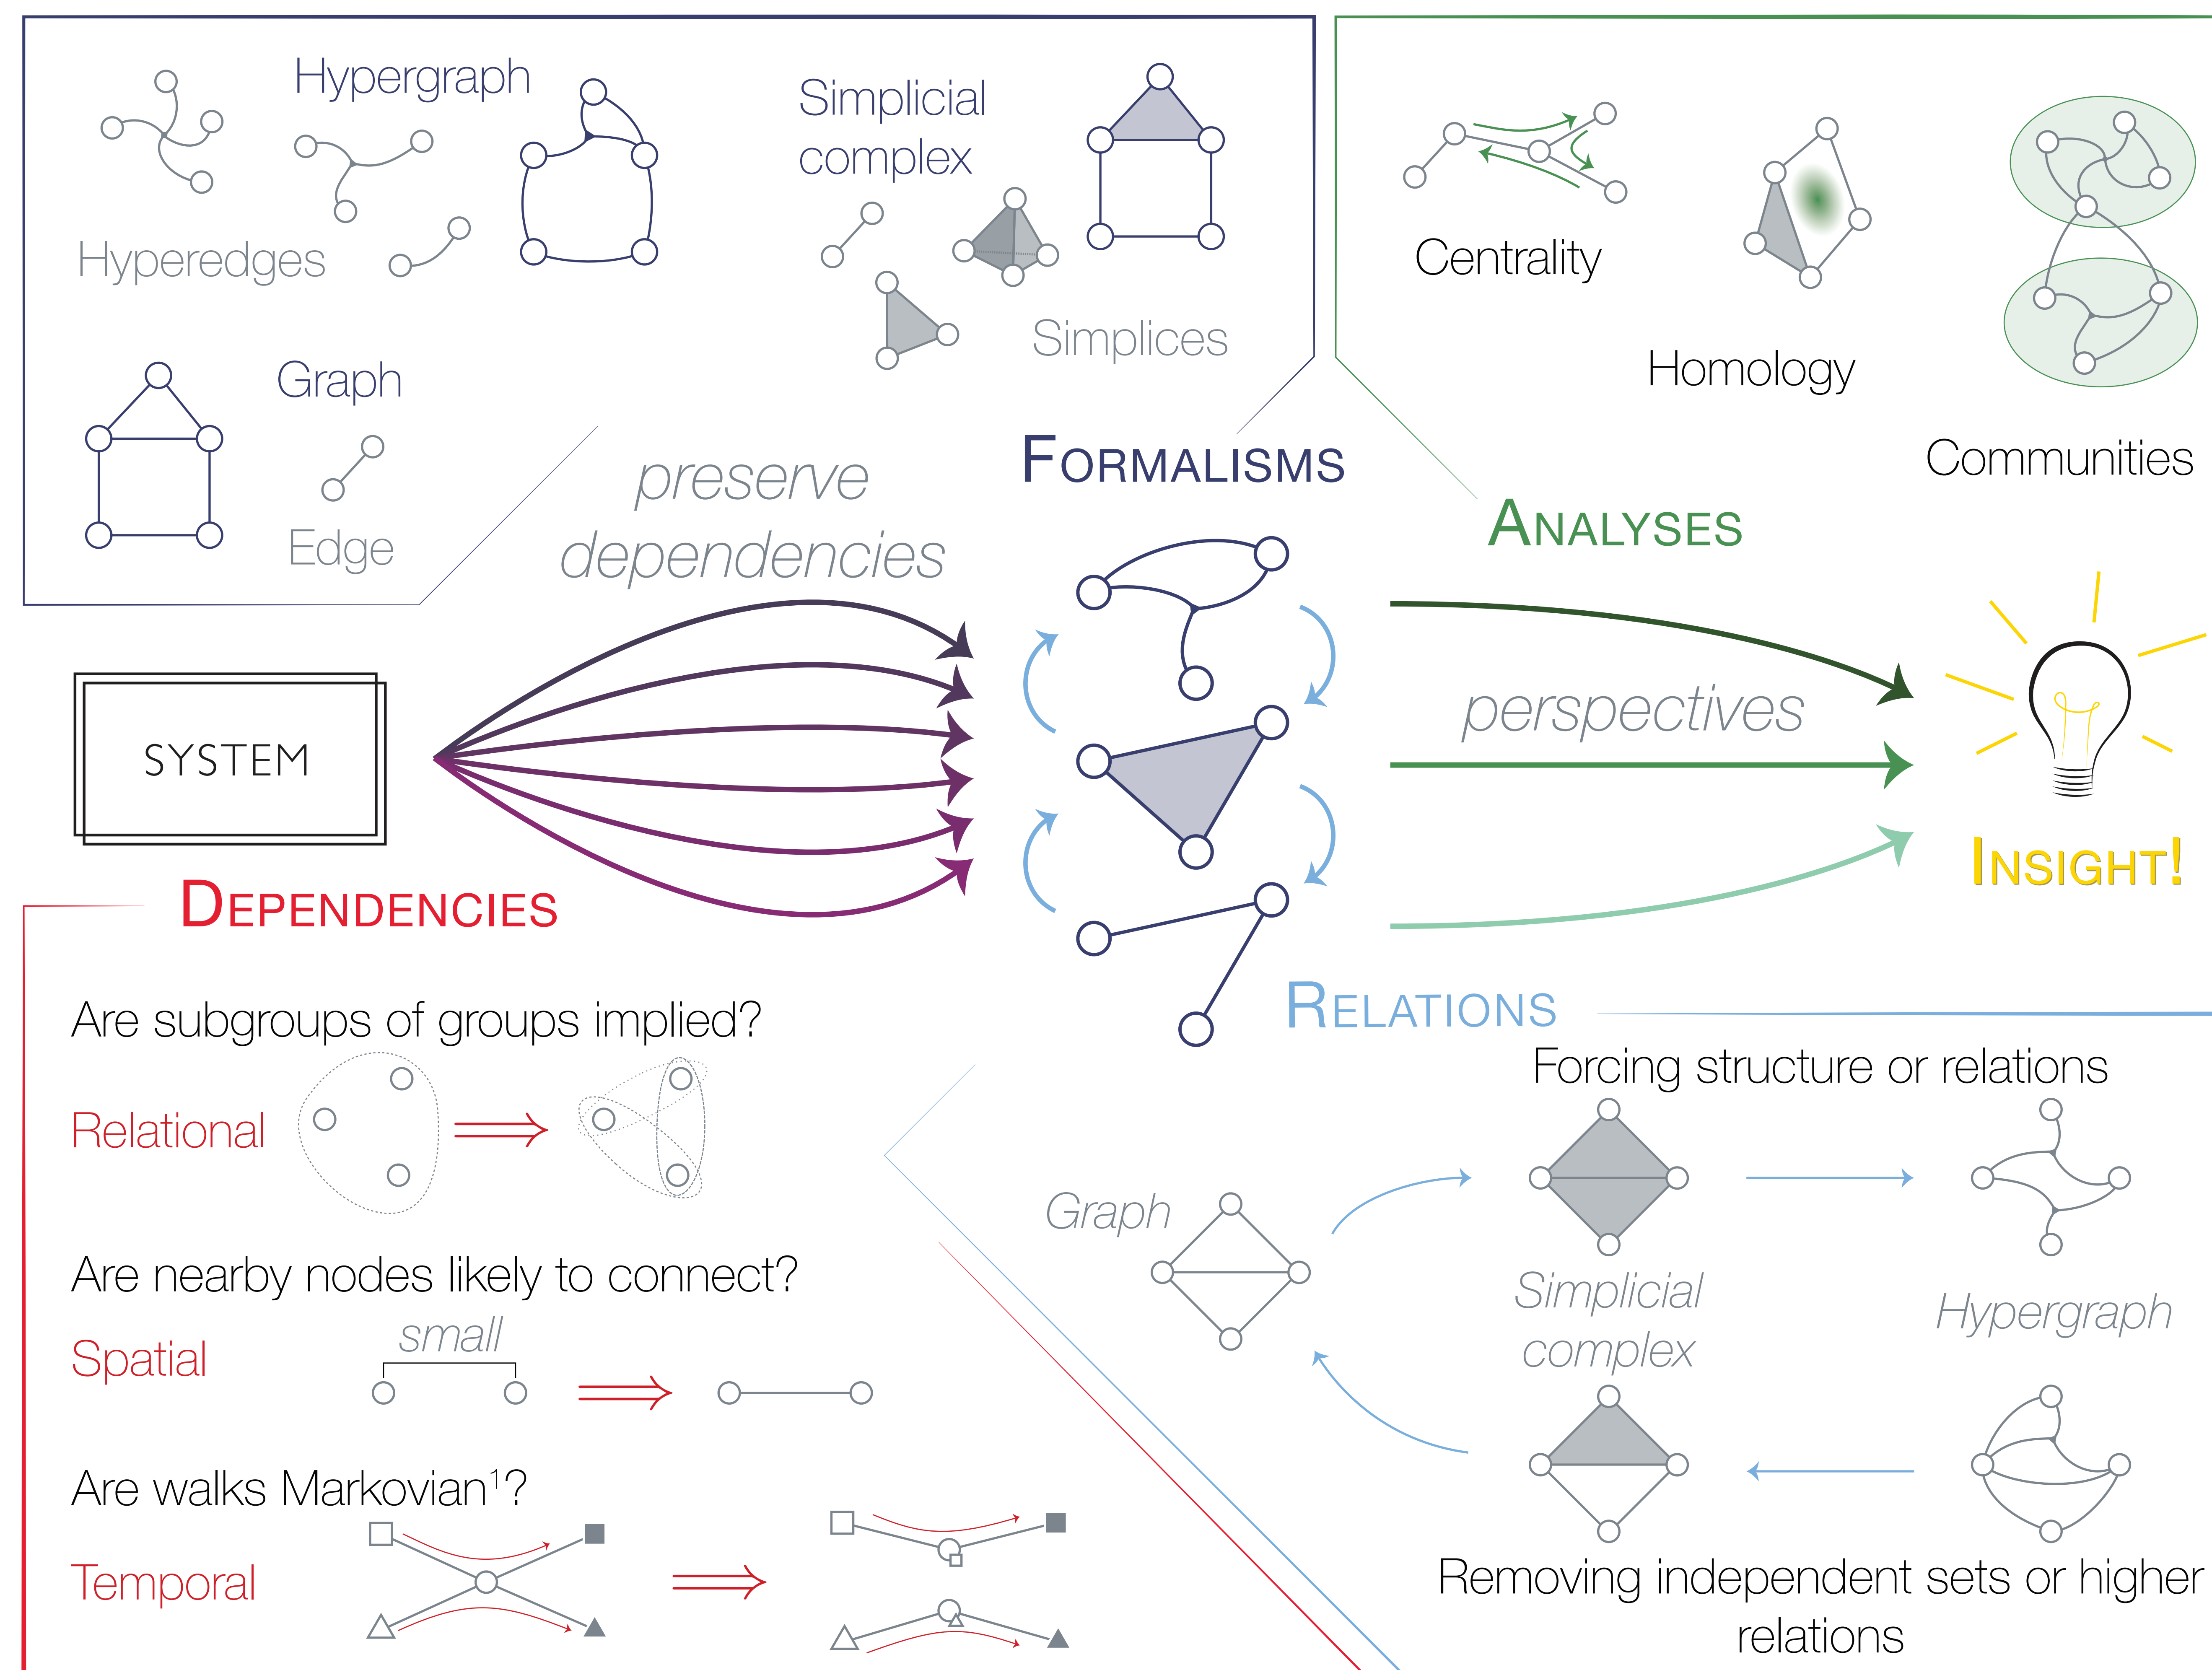 Hypergraph
Hyperedges
Simplicial
complex
Simplices
Graph
Edge
FORMALISMS
Centrality
Homology
Communities
ANALYSES
preserve
dependencies
SYSTEM
perspectives
INSIGHT!
DEPENDENCIES
Are subgroups of groups implied?
Relational
Are nearby nodes likely to connect?
small
Spatial
Are walks Markovian¹?
Temporal
RELATIONS
Forcing structure or relations
Graph
Simplicial
complex
Hypergraph
Removing independent sets or higher
relations